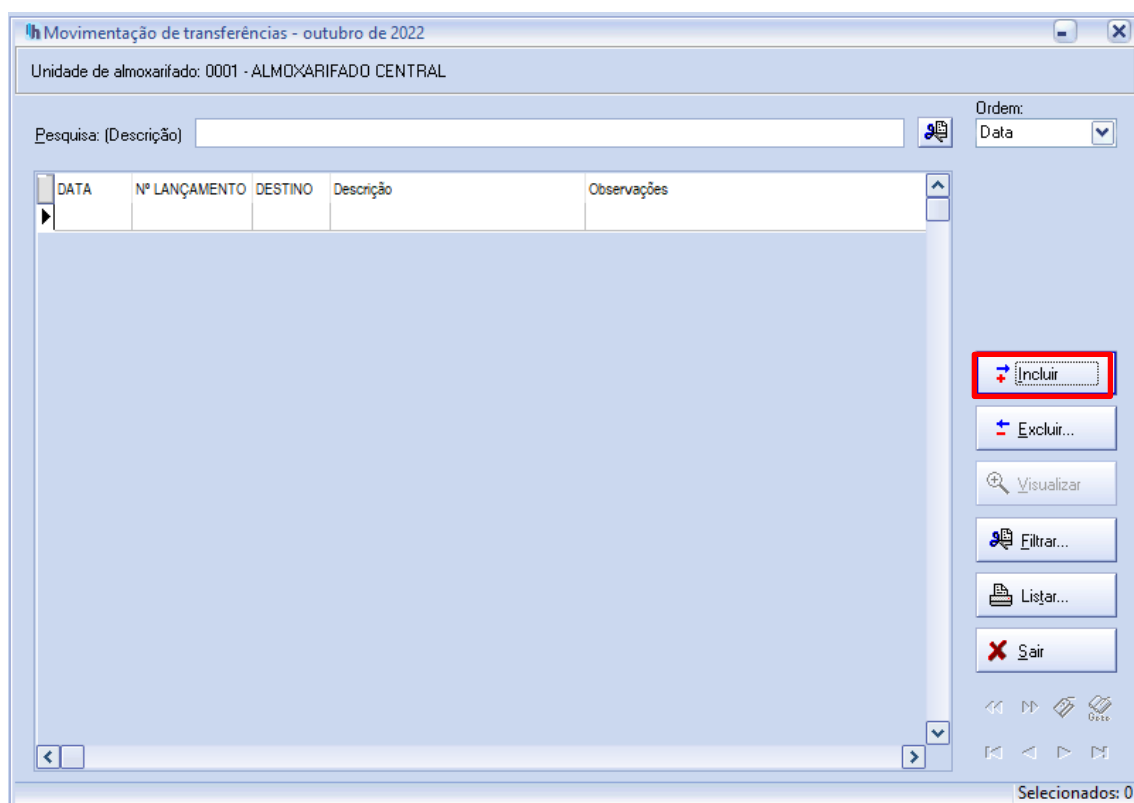 Movimentação de transferências - outubro de 2022
Unidade de almoxarifado: 0001 - ALMOXARIFADO CENTRAL
Ordem:
Pesquisa: (Descrição)
Data
DATA Nº LANÇAMENTO DESTINO Descrição Observações
Incluir
Excluir...
Visualizar
Filtrar...
Listar...
Sair
Goto
Selecionados: 0